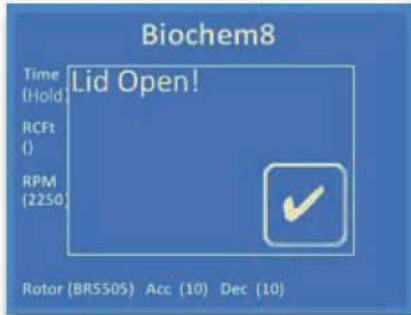 Biochem8
Time
(Hold)
Lid Open!
RCFt
()
RPM
(2250)
Rotor (BR5505) Acc (10) Dec (10)